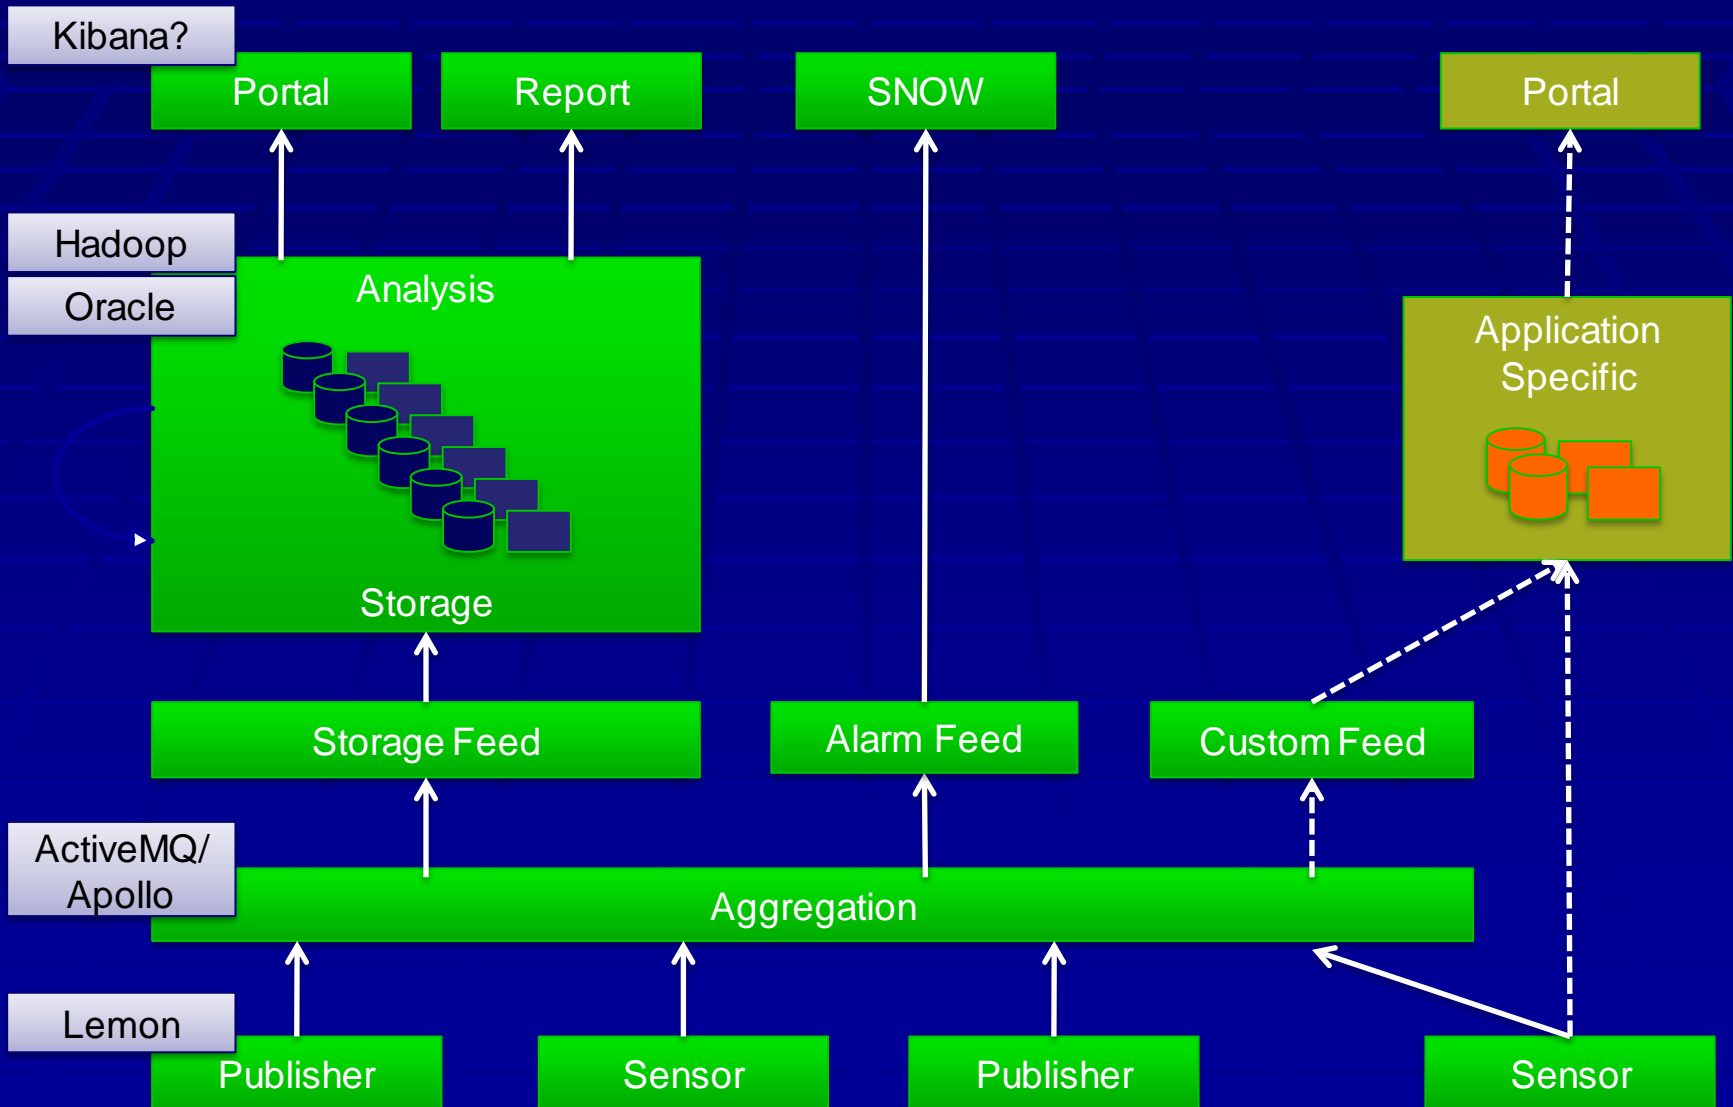 Kibana?
Portal
Report
SNOW
Portal
Hadoop
Oracle
Analysis
Application
Specific
Storage
Storage Feed
Alarm Feed
Custom Feed
ActiveMQ/
Apollo
Aggregation
Lemon
Publisher
Sensor
Publisher
Sensor